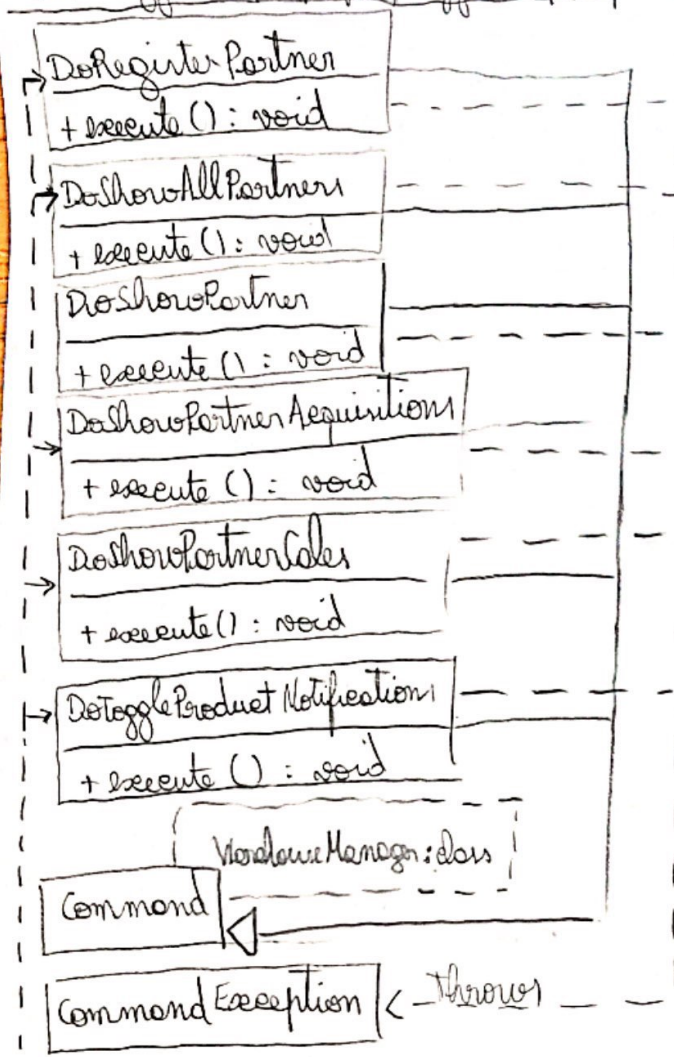 DoRegisterPartner
+ execute () : void
DoShowAllPartners
+ execute () : void
DoShowPartner
+ execute () : void
DoShowPartnerAcquisitions
+ execute () : void
DoShowPartnerSales
+ execute () : void
DoToggleProductNotifications
+ execute () : void
WarehouseManager : class
Command
CommandException
throws